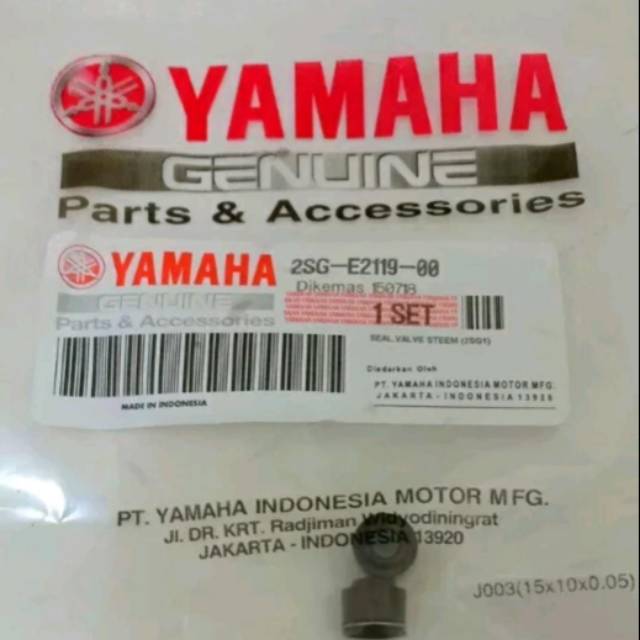 YAMAHA
GENUINE
Parts & Accessories
YAMAHA
GENUINE
Parts & Accessories
2SG-E2119-00
Dikemas 150718
1 SET
SEAL, VALVE STEEM (2SG1)
Diedarkan Oleh
PT. YAMAHA INDONESIA MOTOR MFG.
JAKARTA - INDONESIA 13920
MADE IN INDONESIA
PT. YAMAHA INDONESIA MOTOR MFG.
Jl. DR. KRT. Radjiman Widyodiningrat
JAKARTA - INDONESIA 13920
J003(15x10x0.05)